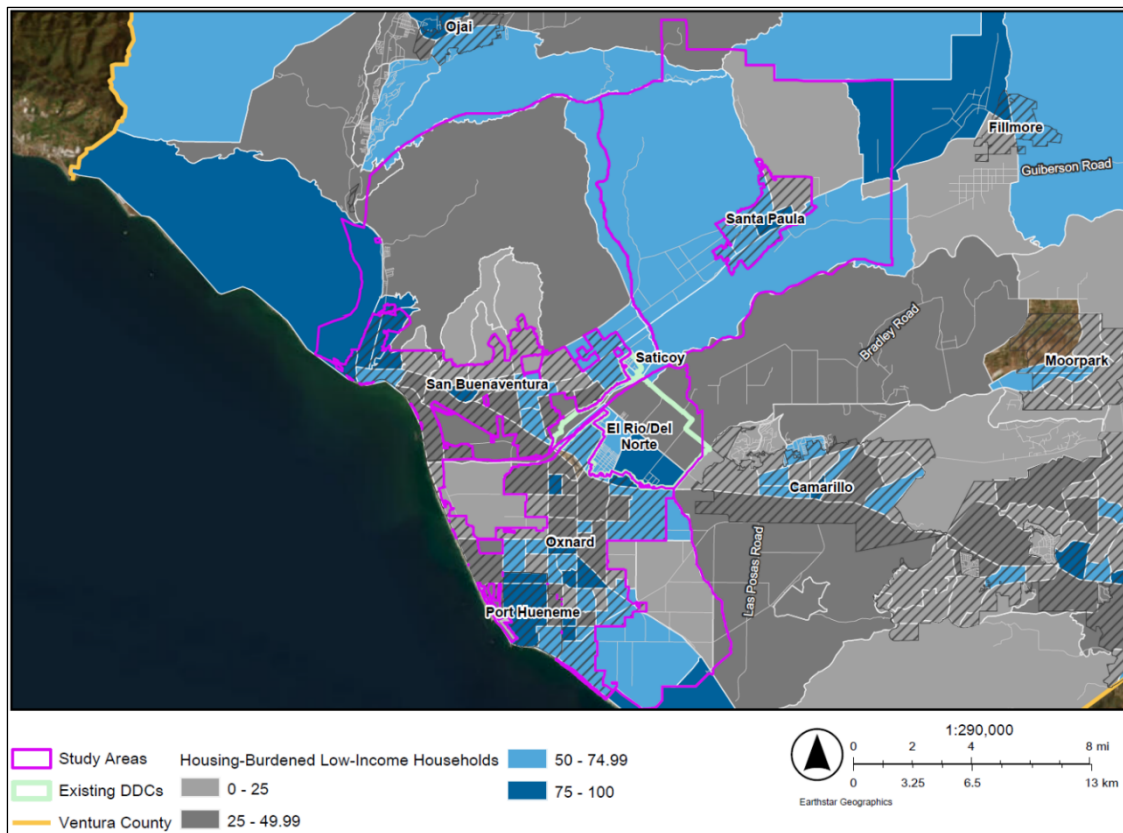 Ojai
Fillmore
Guiberson Road
Santa Paula
Bradley Road
Moorpark
Saticoy
San Buenaventura
El Rio/Del
Norte
Camarillo
Las Posas Road
Oxnard
Port Hueneme
Study Areas
Existing DDCs
Ventura County
Housing-Burdened Low-Income Households
0 - 25
25 - 49.99
50 - 74.99
75 - 100
1:290,000
0 2 4 8 mi
0 3.25 6.5 13 km
Earthstar Geographics